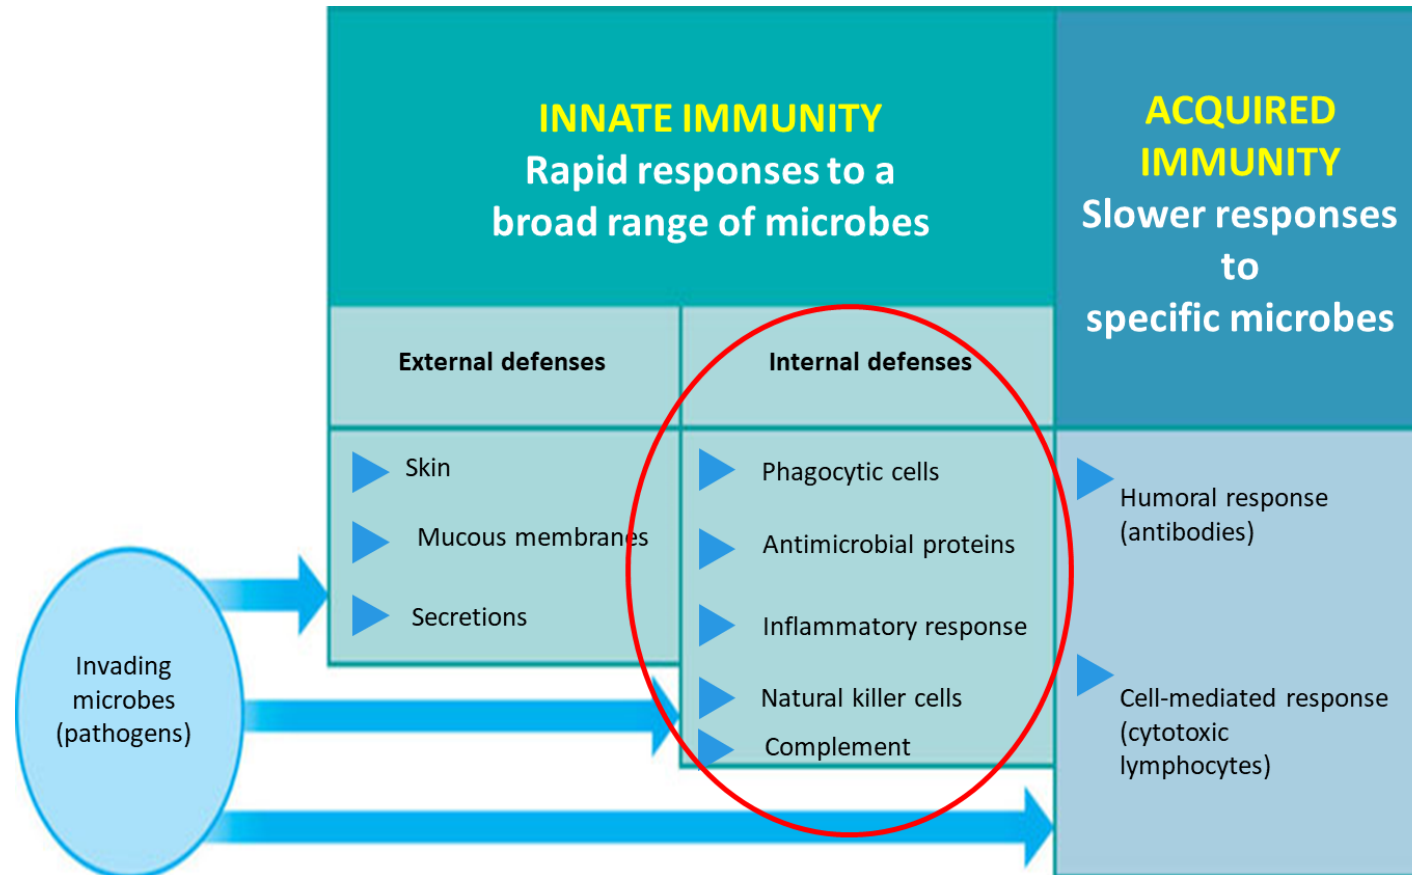 INNATE IMMUNITY
Rapid responses to a
broad range of microbes
ACQUIRED
IMMUNITY
Slower responses
to
specific microbes
External defenses
Internal defenses
Skin
Mucous membranes
Secretions
Phagocytic cells
Antimicrobial proteins
Inflammatory response
Natural killer cells
Complement
Humoral response
(antibodies)
Cell-mediated response
(cytotoxic
lymphocytes)
Invading
microbes
(pathogens)